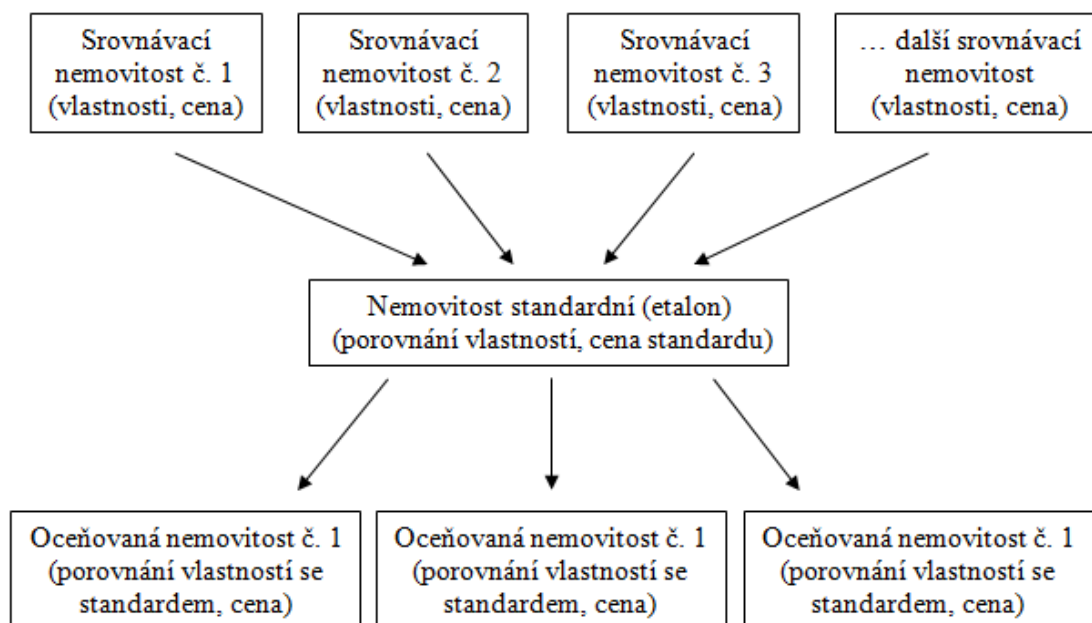 Srovnávací
nemovitost č. 1
(vlastnosti, cena)
Srovnávací
nemovitost č. 2
(vlastnosti, cena)
Srovnávací
nemovitost č. 3
(vlastnosti, cena)
… další srovnávací
nemovitost
(vlastnosti, cena)
Nemovitost standardní (etalon)
(porovnání vlastností, cena standardu)
Oceňovaná nemovitost č. 1
(porovnání vlastností se
standardem, cena)
Oceňovaná nemovitost č. 1
(porovnání vlastností se
standardem, cena)
Oceňovaná nemovitost č. 1
(porovnání vlastností se
standardem, cena)